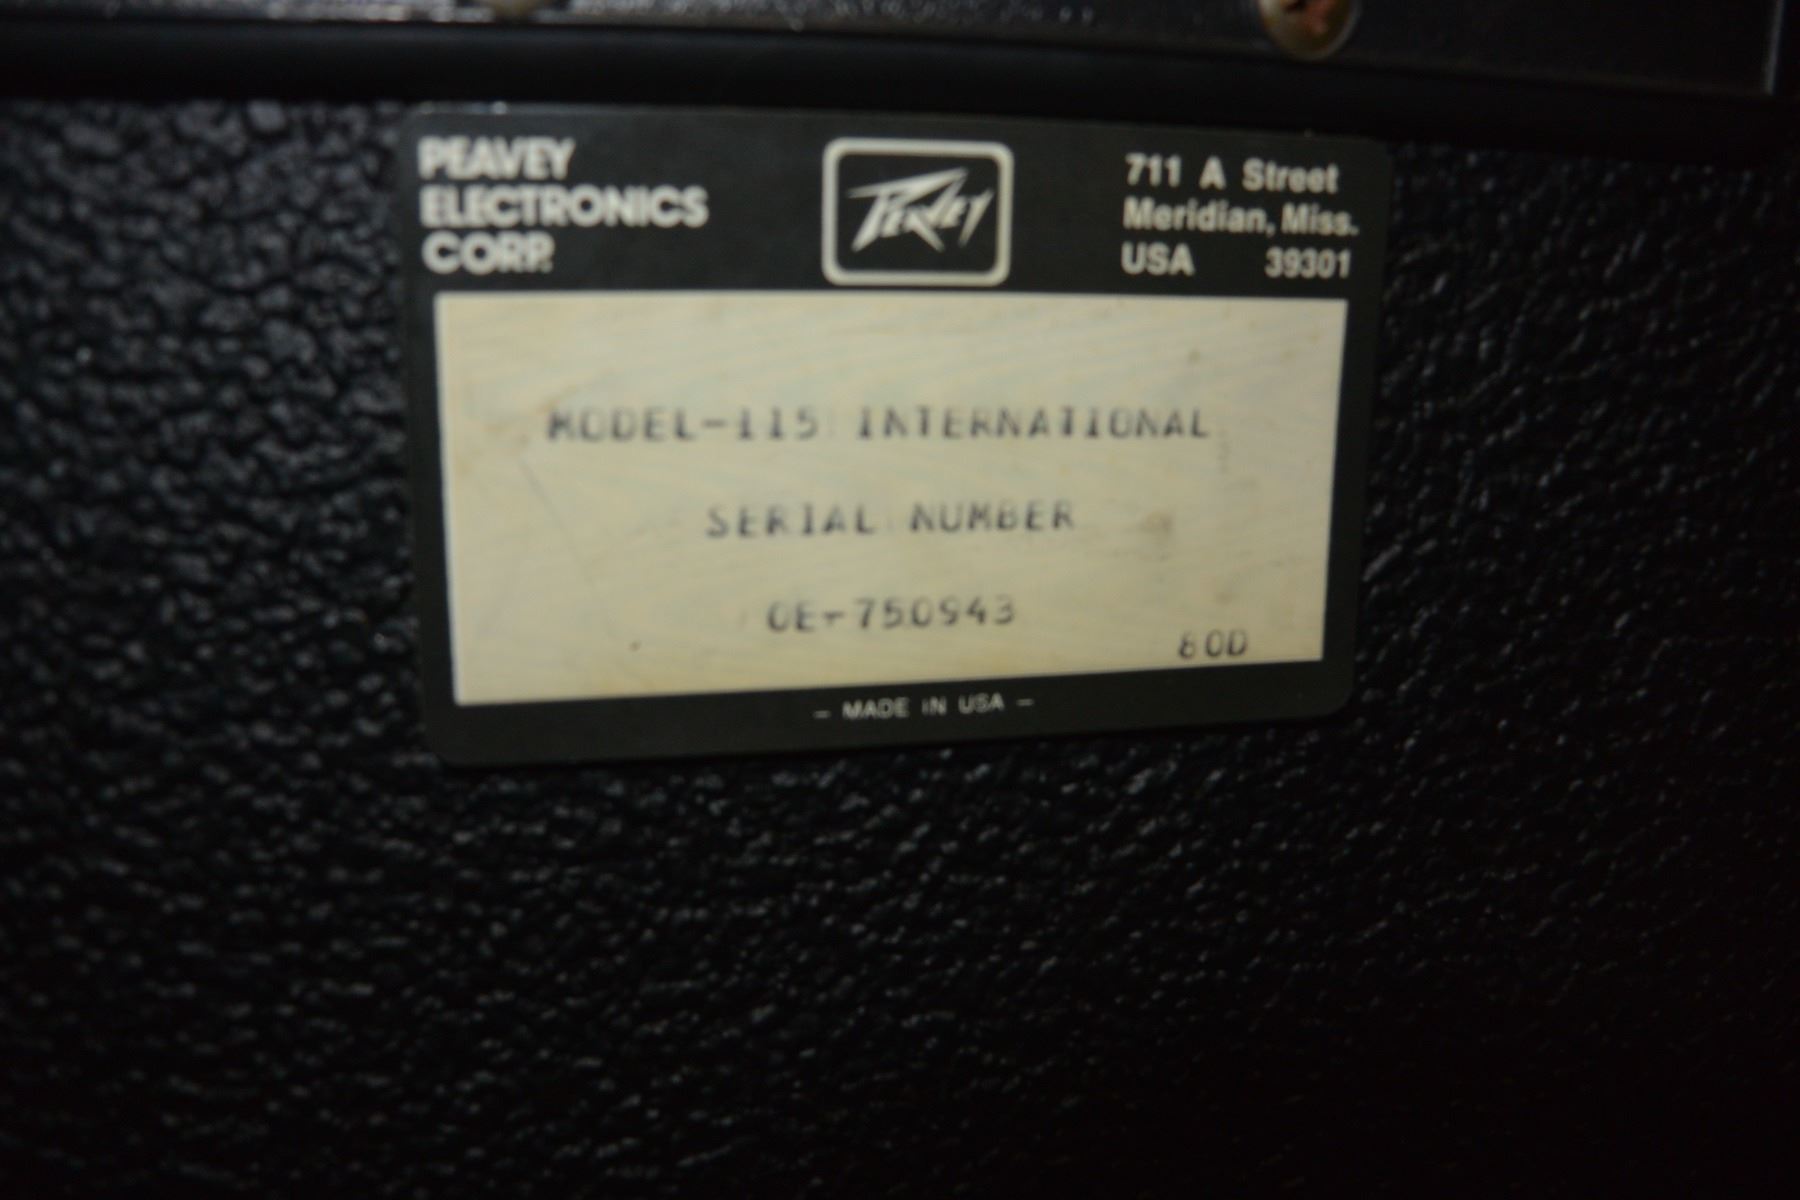 PEAVEY
ELECTRONICS
CORP.
PEAVEY
711 A Street
Meridian, Miss.
USA 39301
MODEL-115 INTERNATIONAL
SERIAL NUMBER
0E-750943
80D
- MADE IN USA -